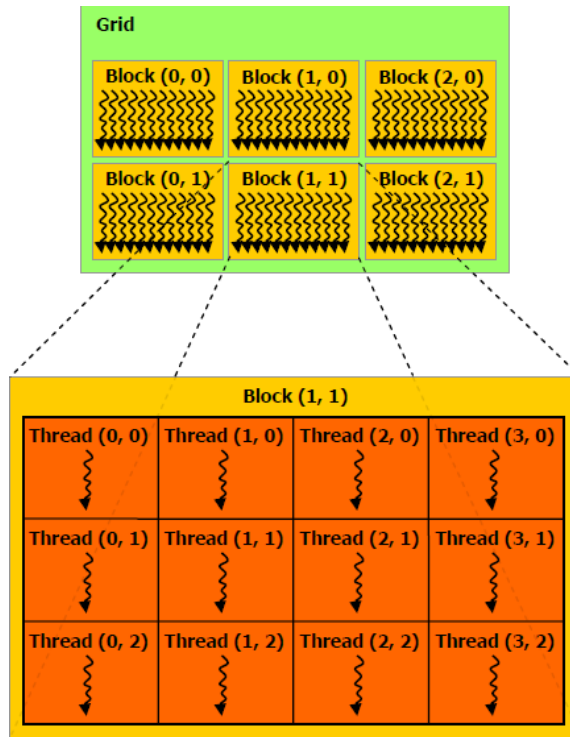 Grid
Block (0, 0) Block (1, 0) Block (2, 0)
Block (0, 1) Block (1, 1) Block (2, 1)
Block (1, 1)
Thread (0, 0) Thread (1, 0) Thread (2, 0) Thread (3, 0)
Thread (0, 1) Thread (1, 1) Thread (2, 1) Thread (3, 1)
Thread (0, 2) Thread (1, 2) Thread (2, 2) Thread (3, 2)